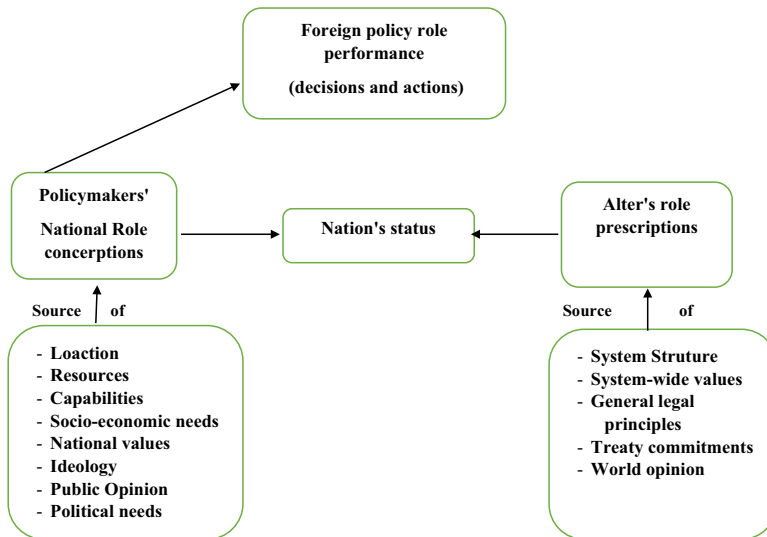 Foreign policy role
performance
(decisions and actions)
Policymakers'
National Role
concerptions
Nation's status
Alter's role
prescriptions
Source of
Source of
- Loaction
- Resources
- Capabilities
- Socio-economic needs
- National values
- Ideology
- Public Opinion
- Political needs
- System Struture
- System-wide values
- General legal
principles
- Treaty commitments
- World opinion